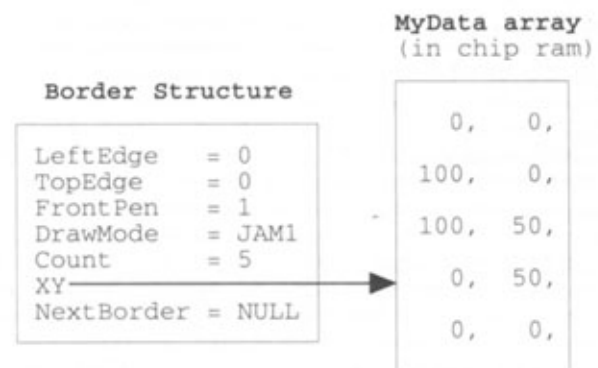 MyData array
(in chip ram)
Border Structure
LeftEdge = 0
TopEdge = 0
FrontPen = 1
DrawMode = JAM1
Count = 5
XY
NextBorder = NULL
0, 0,
100, 0,
100, 50,
0, 50,
0, 0,